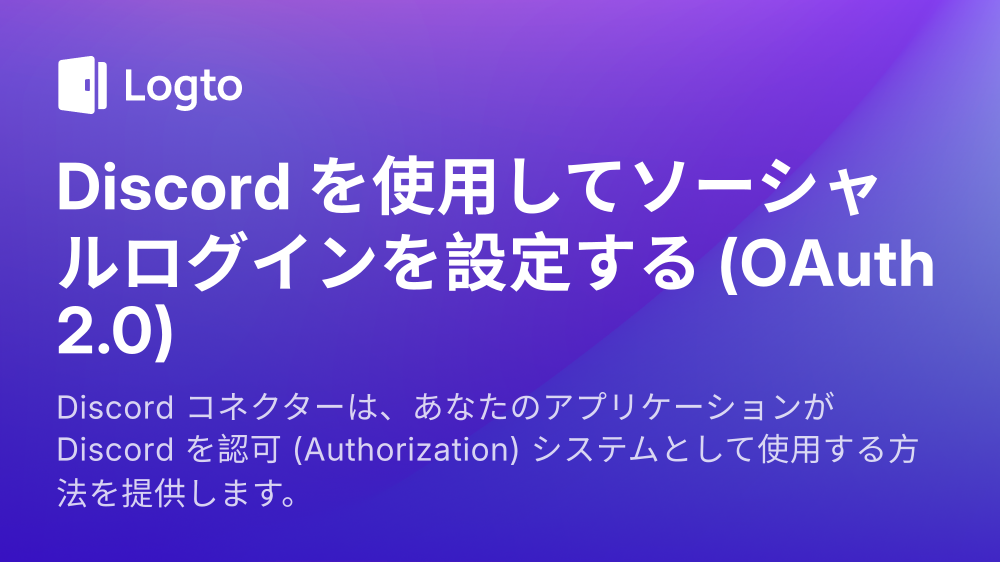 Logto
Discord を使用してソーシャ
ルログインを設定する (OAuth
2.0)
Discord コネクターは、あなたのアプリケーションが
Discord を認可 (Authorization) システムとして使用する方
法を提供します。